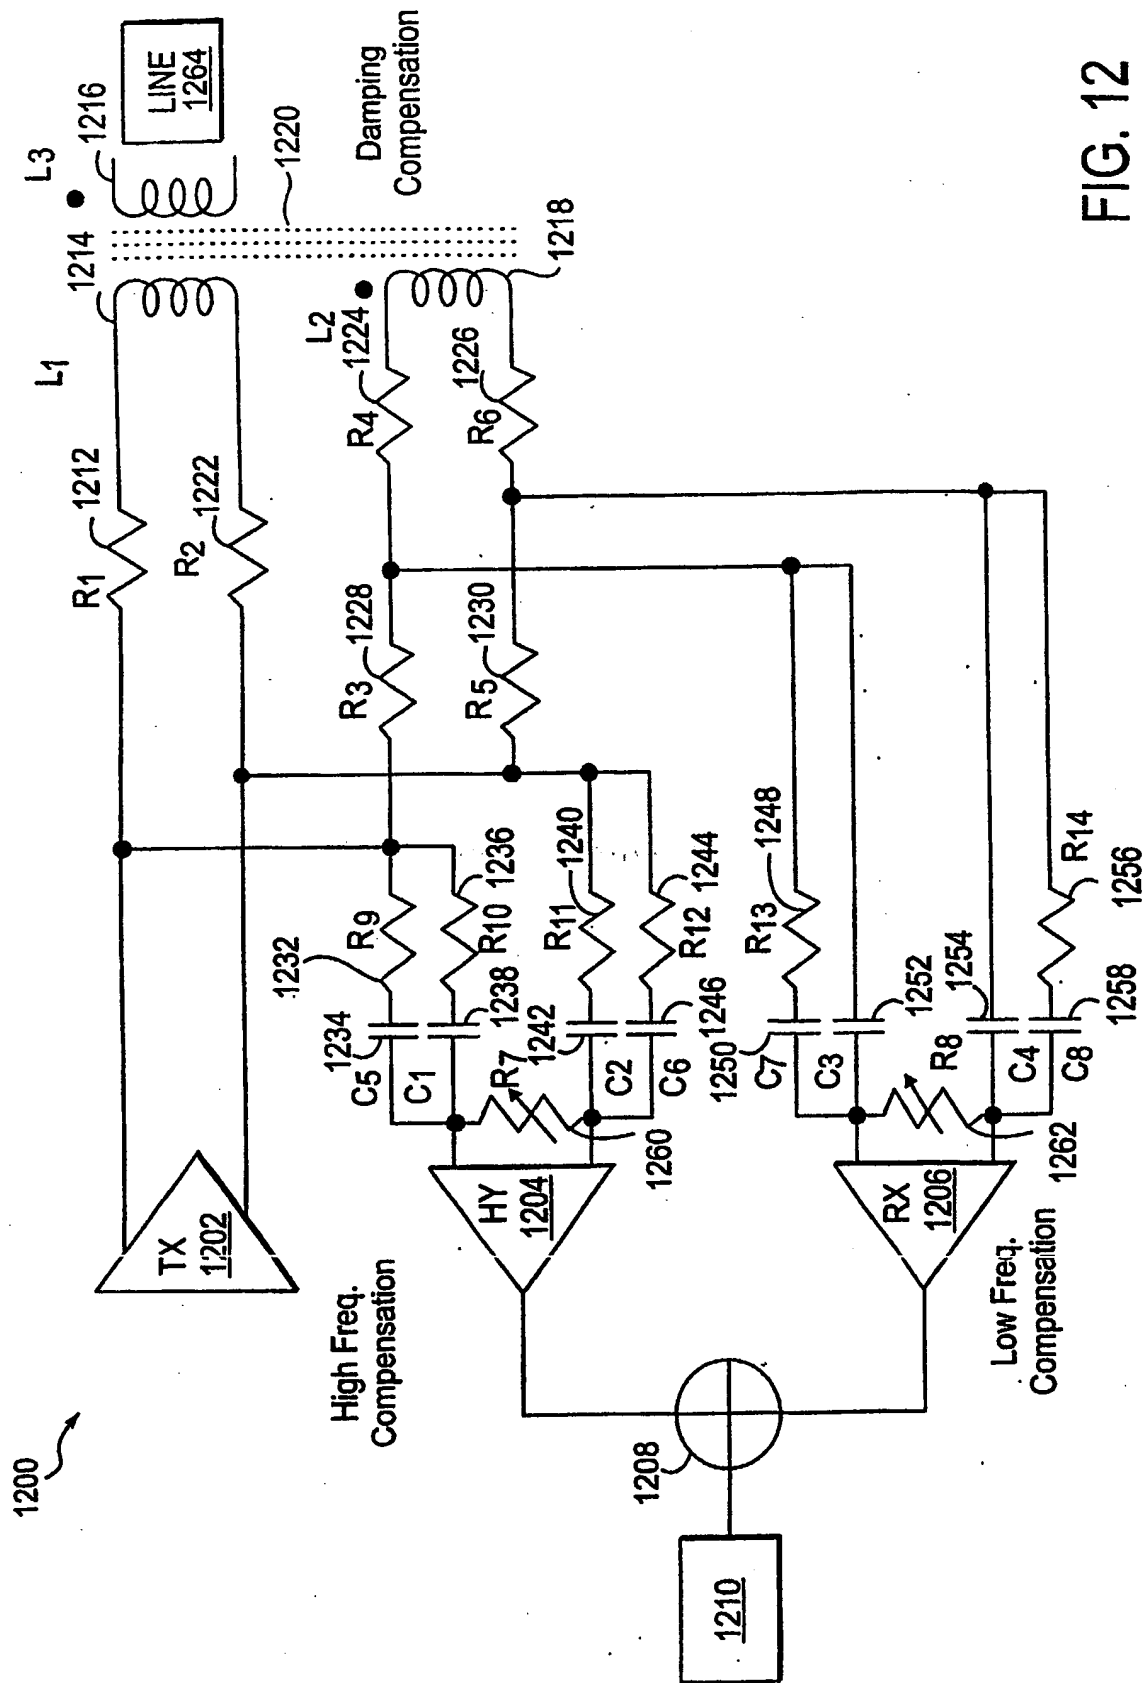 1200
TX
1202
R1
1212
L1
1214
L3
1216
LINE
1264
R2
1222
1220
Damping
Compensation
L2
1224
R4
1226
R6
1218
R3
1228
R5
1230
High Freq.
Compensation
HY
1204
1232
R9
1234
C5
R10
1236
C1
1238
R7
1260
R11
1240
1242
C2
R12
1244
C6
1246
1208
1210
RX
1206
R13
1248
1250
C7
C3
1252
R8
1262
1254
C4
C8
1258
R14
1256
Low Freq.
Compensation
FIG. 12